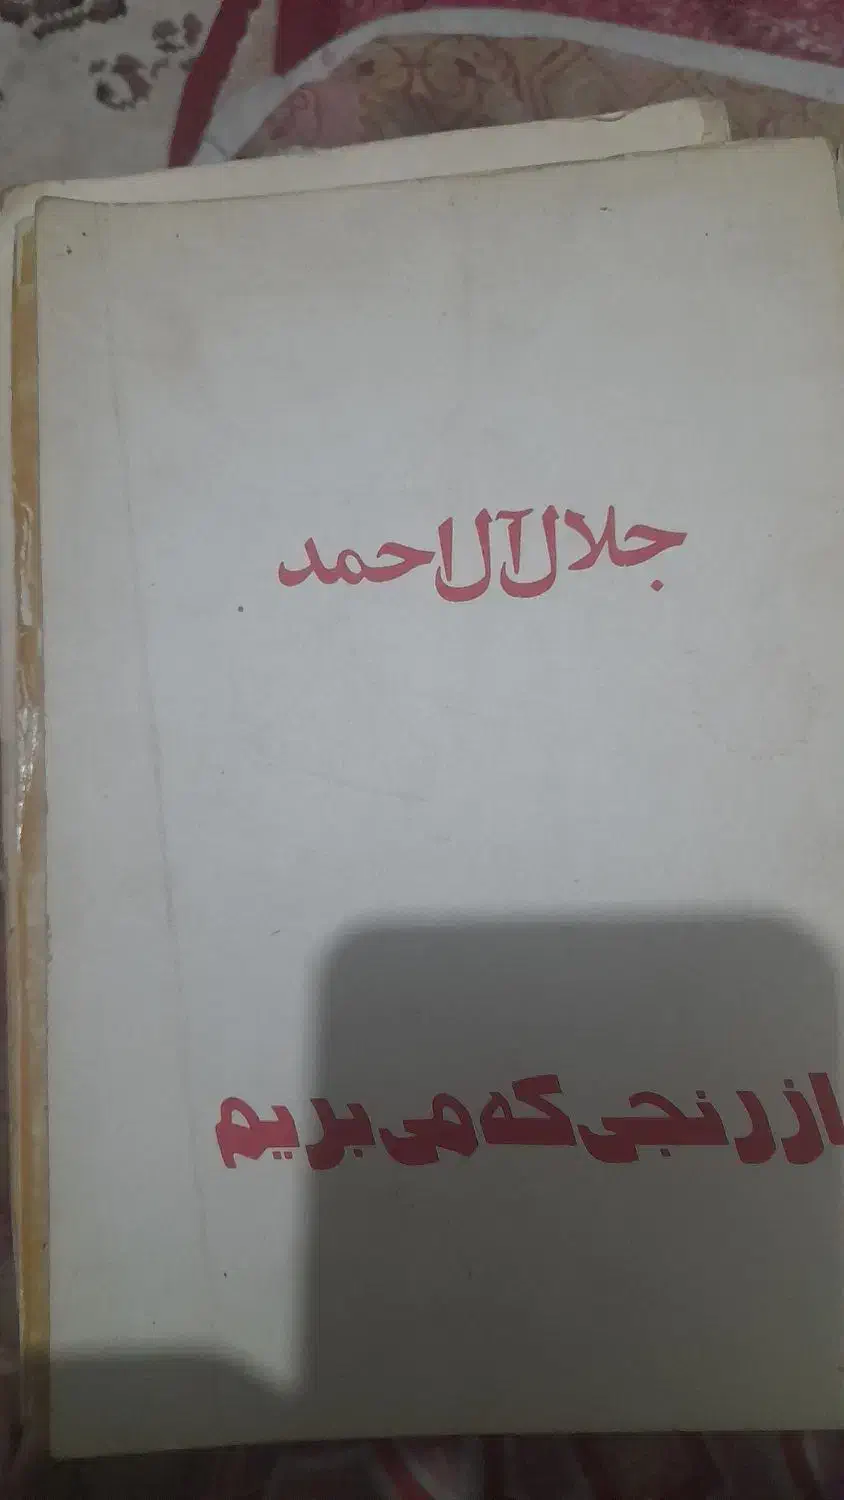 جلال آل احمد
از رنجی که می بریم